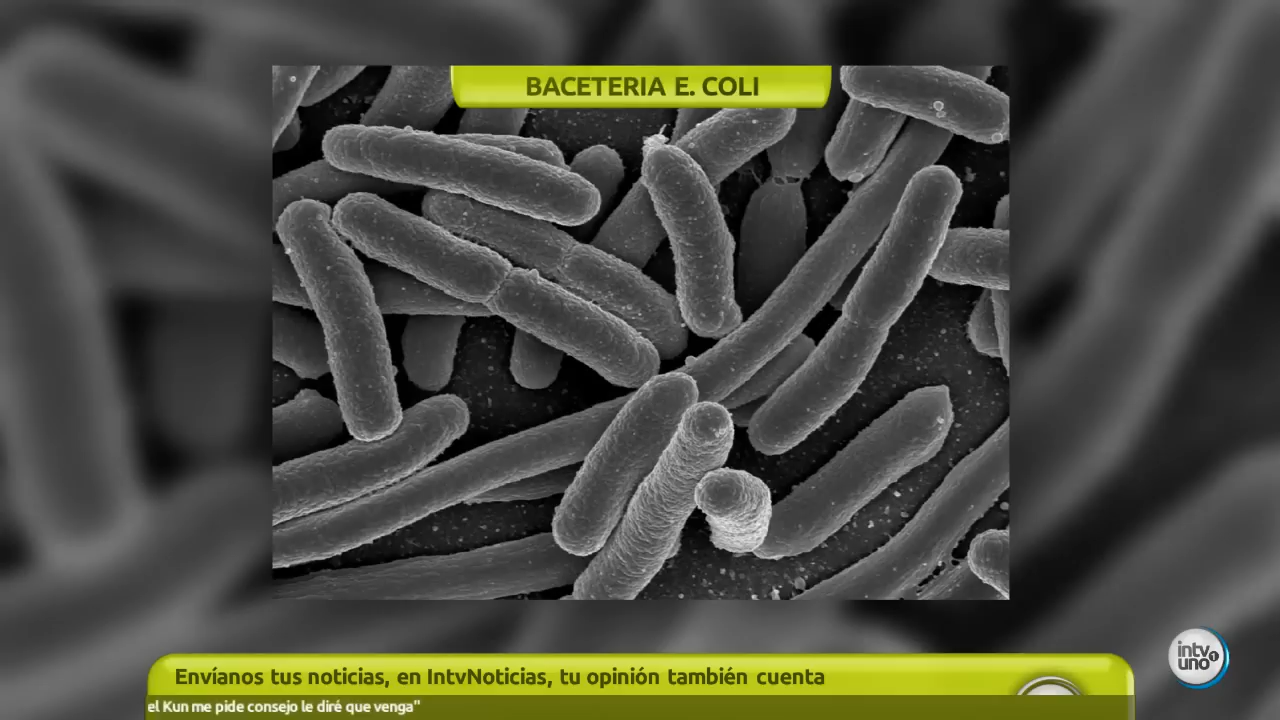 BACETERIA E. COLI
Envíanos tus noticias, en IntvNoticias, tu opinión también cuenta
el Kun me pide consejo le diré que venga"
intv
uno1